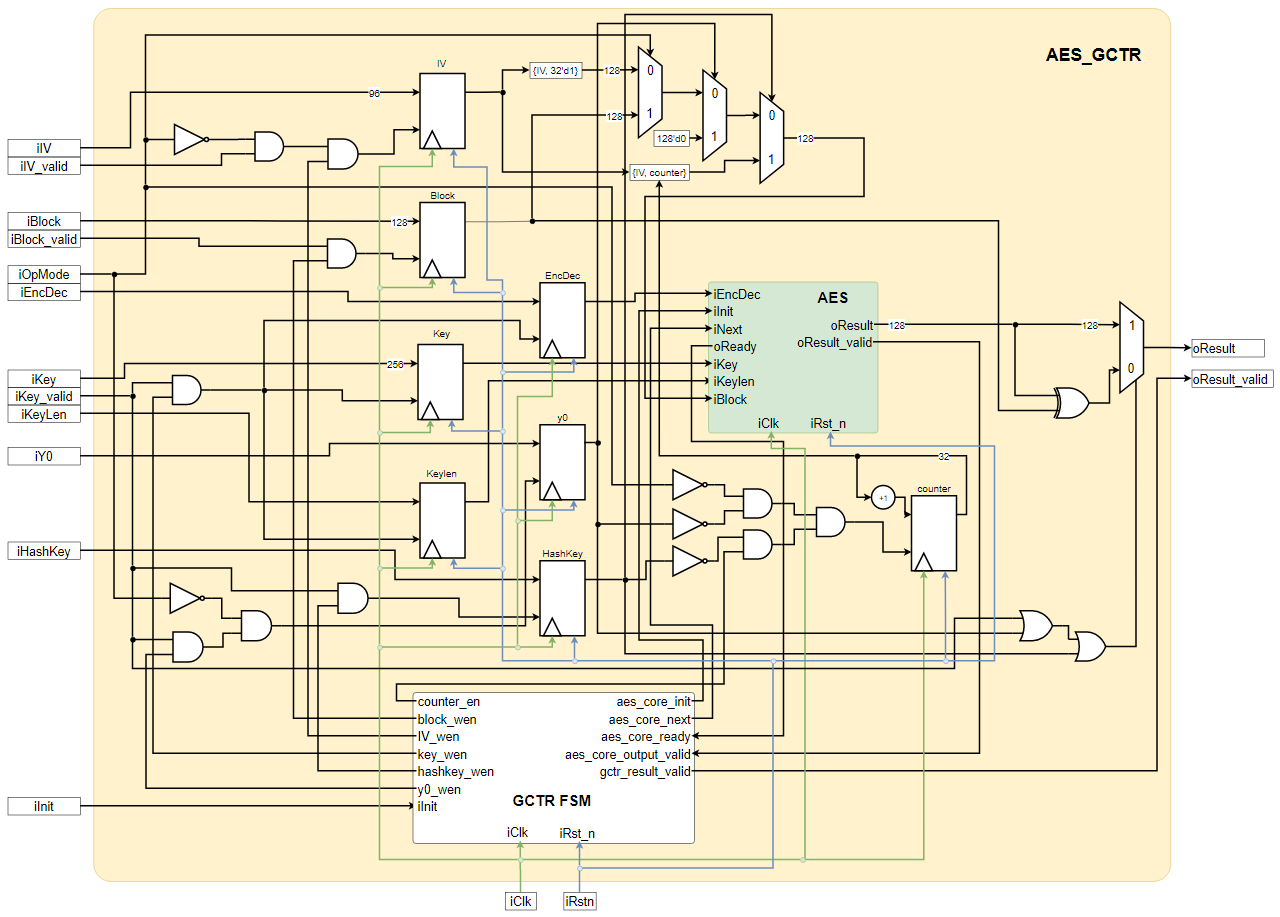 AES_GCTR
IV
{IV, 32'd1}
128
0
96
0
1
128
0
128'd0
1
128
iIV
iIV_valid
1
{IV, counter}
Block
iBlock
128
iBlock_valid
iOpMode
EncDec
iEncDec
iEncDec
AES
iInit
oResult
128
128
1
iNext
Key
oResult_valid
oReady
oResult
256
iKey
0
iKey
iKeylen
oResult_valid
iKey_valid
iBlock
iKeyLen
y0
iClk
iRst_n
iY0
32
Keylen
counter
+1
iHashKey
HashKey
counter_en
aes_core_init
block_wen
aes_core_next
IV_wen
aes_core_ready
key_wen
aes_core_output_valid
hashkey_wen
gctr_result_valid
y0_wen
GCTR FSM
iInit
iInit
iClk
iRst_n
iClk
iRstn